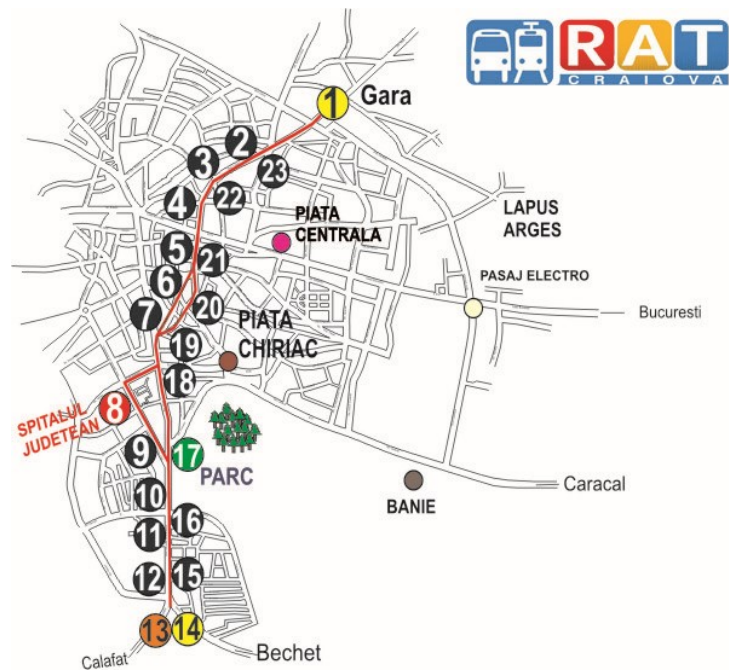 RAT
CRAIOVA
1
Gara
2
3
23
4
22
LAPUS
ARGES
PIATA
CENTRALA
5
21
6
PASAJ ELECTRO
20
7
PIATA
CHIRIAC
Bucuresti
19
18
SPITALUL
JUDETEAN
8
9
17
PARC
10
BANIE
Caracal
16
11
12
15
13
14
Calafat
Bechet